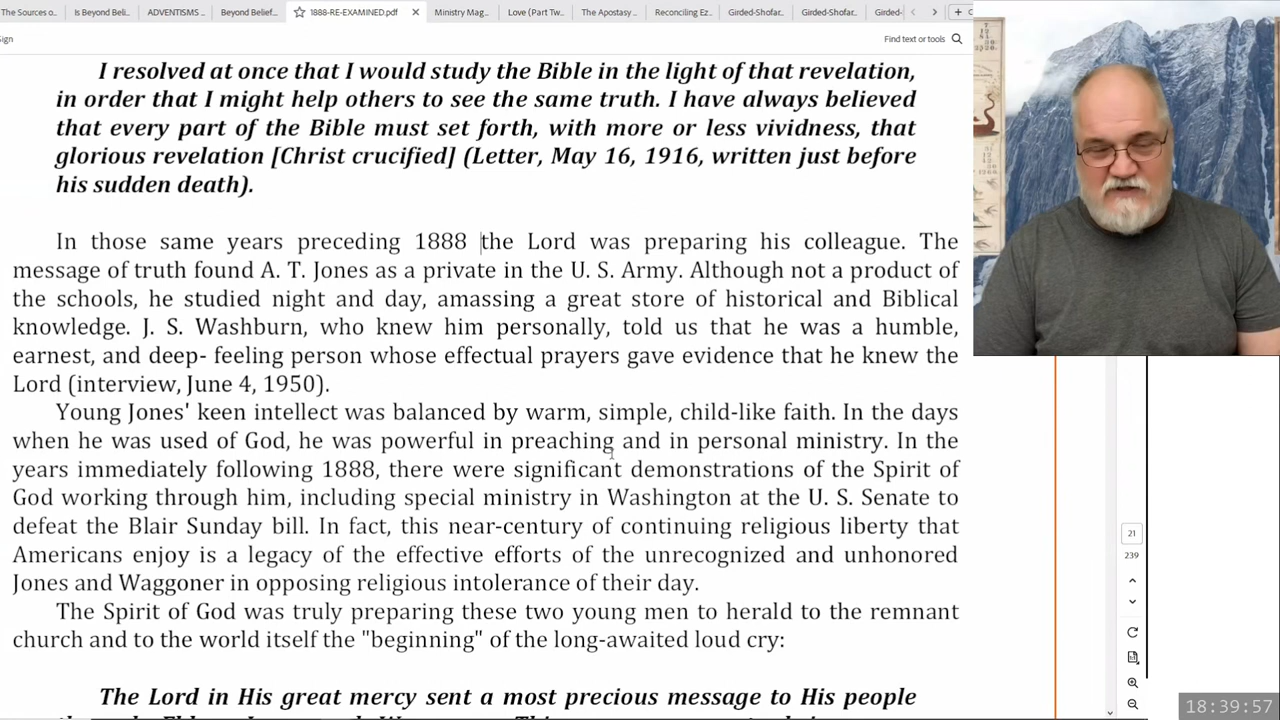 The Sources o...
Is Beyond Beli...
ADVENTISMS ...
Beyond Belief...
1888-RE-EXAMINED.pdf
Ministry Mag...
Love (Part Tw...
The Apostasy ...
Reconciling Ez...
Girded-Shofar...
Girded-Shofar...
Girded-
Sign
Find text or tools
I resolved at once that I would study the Bible in the light of that revelation,
in order that I might help others to see the same truth. I have always believed
that every part of the Bible must set forth, with more or less vividness, that
glorious revelation [Christ crucified] (Letter, May 16, 1916, written just before
his sudden death).
In those same years preceding 1888 the Lord was preparing his colleague. The
message of truth found A. T. Jones as a private in the U. S. Army. Although not a product of
the schools, he studied night and day, amassing a great store of historical and Biblical
knowledge. J. S. Washburn, who knew him personally, told us that he was a humble,
earnest, and deep- feeling person whose effectual prayers gave evidence that he knew the
Lord (interview, June 4, 1950).
Young Jones' keen intellect was balanced by warm, simple, child-like faith. In the days
when he was used of God, he was powerful in preaching and in personal ministry. In the
years immediately following 1888, there were significant demonstrations of the Spirit of
God working through him, including special ministry in Washington at the U. S. Senate to
defeat the Blair Sunday bill. In fact, this near-century of continuing religious liberty that
Americans enjoy is a legacy of the effective efforts of the unrecognized and unhonored
Jones and Waggoner in opposing religious intolerance of their day.
The Spirit of God was truly preparing these two young men to herald to the remnant
church and to the world itself the "beginning" of the long-awaited loud cry:
The Lord in His great mercy sent a most precious message to His people
21
239
18:39:57